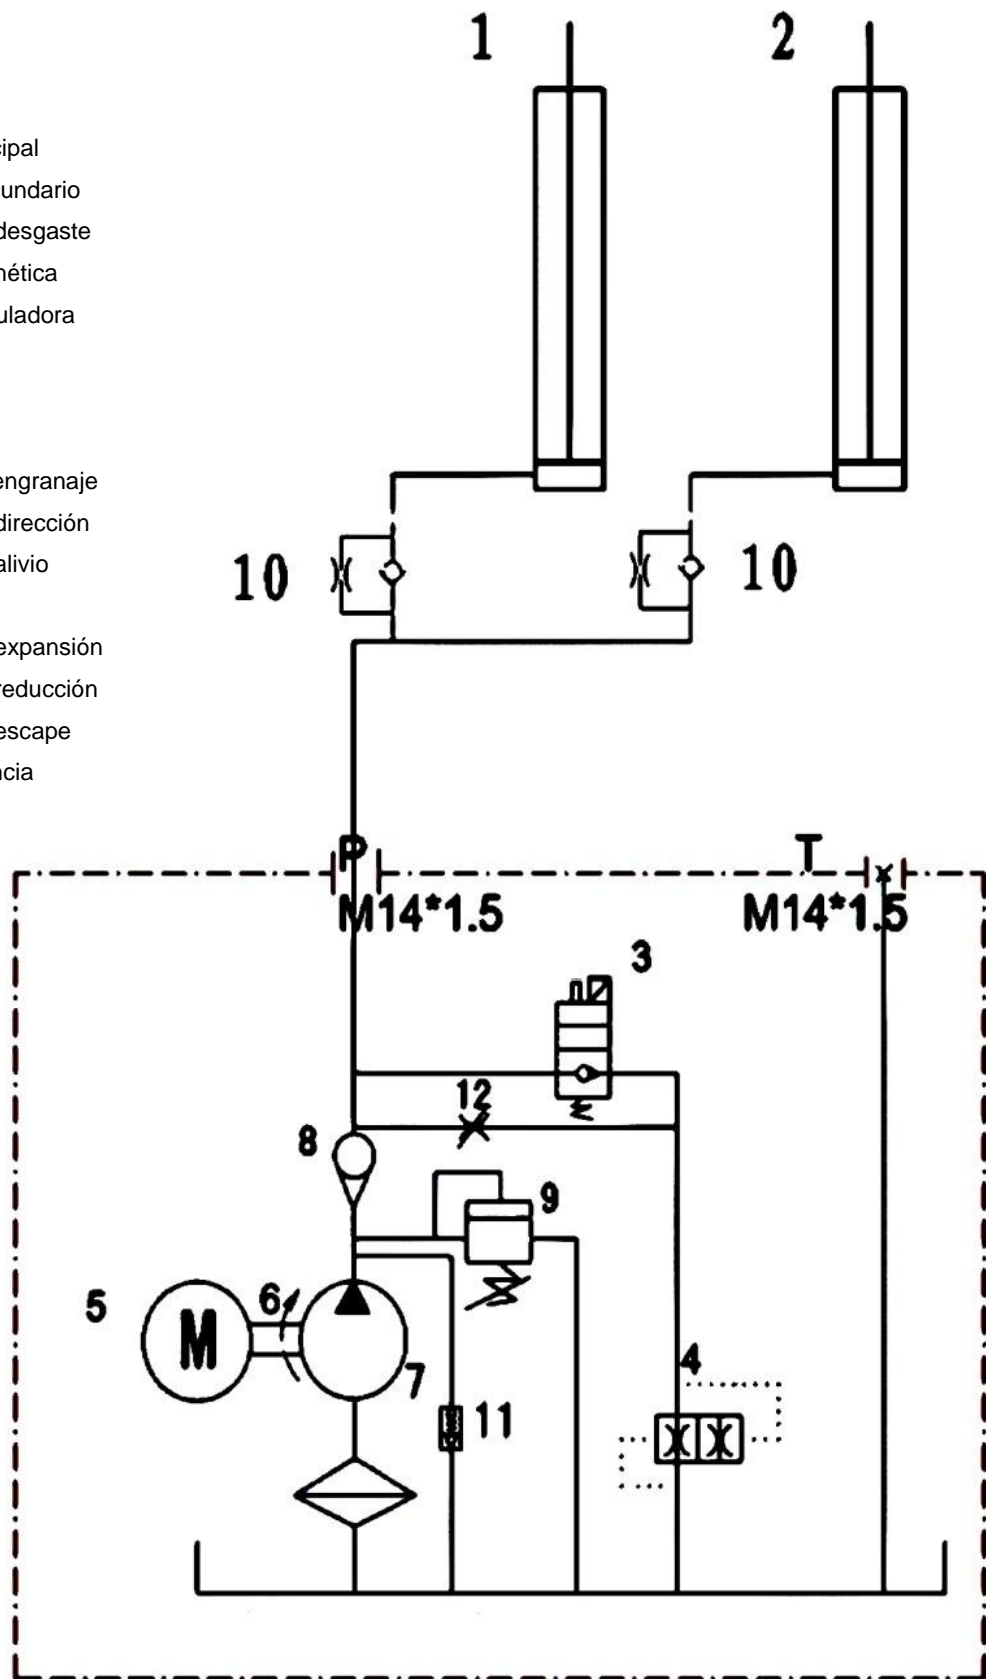 1
2
cipal
cundario
desgaste
nética
uladora
engranaje
dirección
alivio
expansión
reducción
escape
ncia
10
10
P
T
M14*1.5
M14*1.5
3
12
8
9
5
6
M
7
4
11